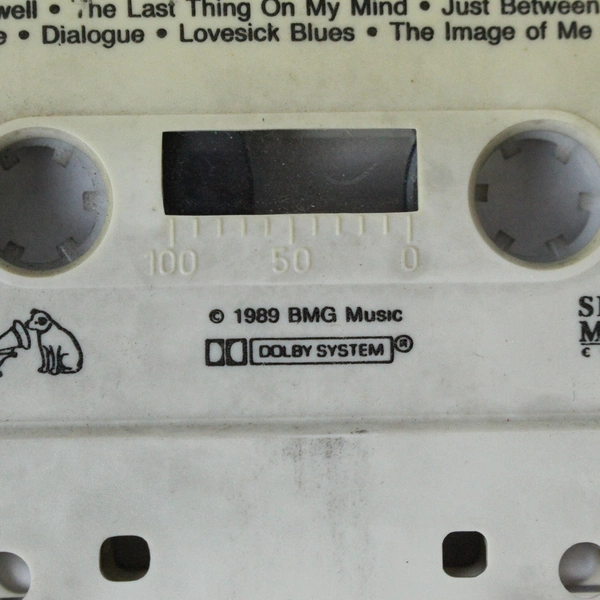 well • The Last Thing On My Mind • Just Between
e • Dialogue • Lovesick Blues • The Image of Me
100 50 0
© 1989 BMG Music
DOLBY SYSTEM ®
M
c